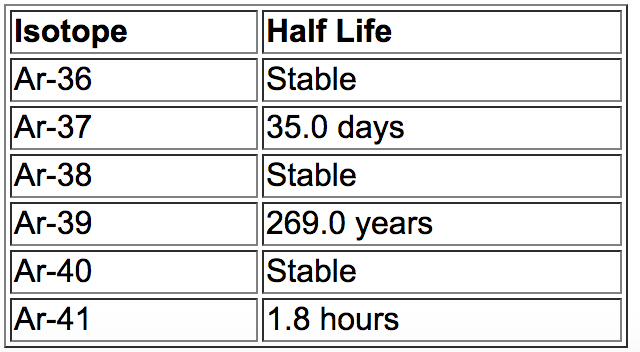 Isotope Half Life
Ar-36 Stable
Ar-37 35.0 days
Ar-38 Stable
Ar-39 269.0 years
Ar-40 Stable
Ar-41 1.8 hours